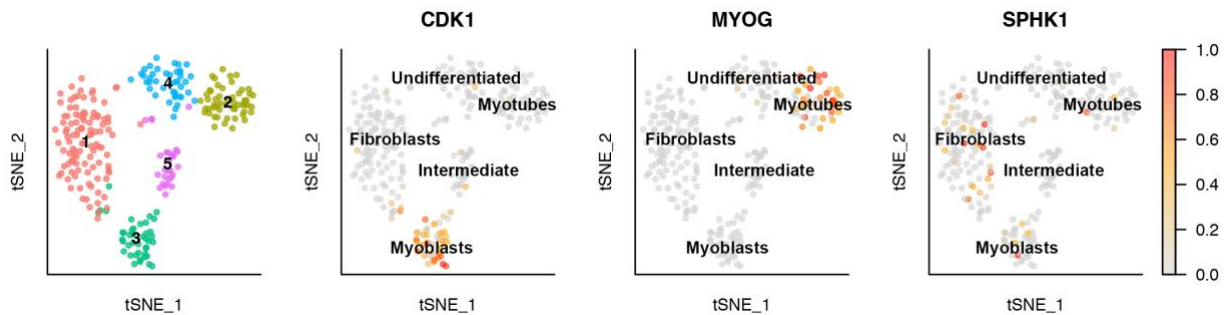 CDK1
MYOG
SPHK1
4
2
1
5
3
tSNE_2
tSNE_1
Undifferentiated
Myotubes
Fibroblasts
Intermediate
Myoblasts
tSNE_2
tSNE_1
Undifferentiated
Myotubes
Fibroblasts
Intermediate
Myoblasts
tSNE_2
tSNE_1
Undifferentiated
Myotubes
Fibroblasts
Intermediate
Myoblasts
tSNE_2
tSNE_1
1.0
0.8
0.6
0.4
0.2
0.0